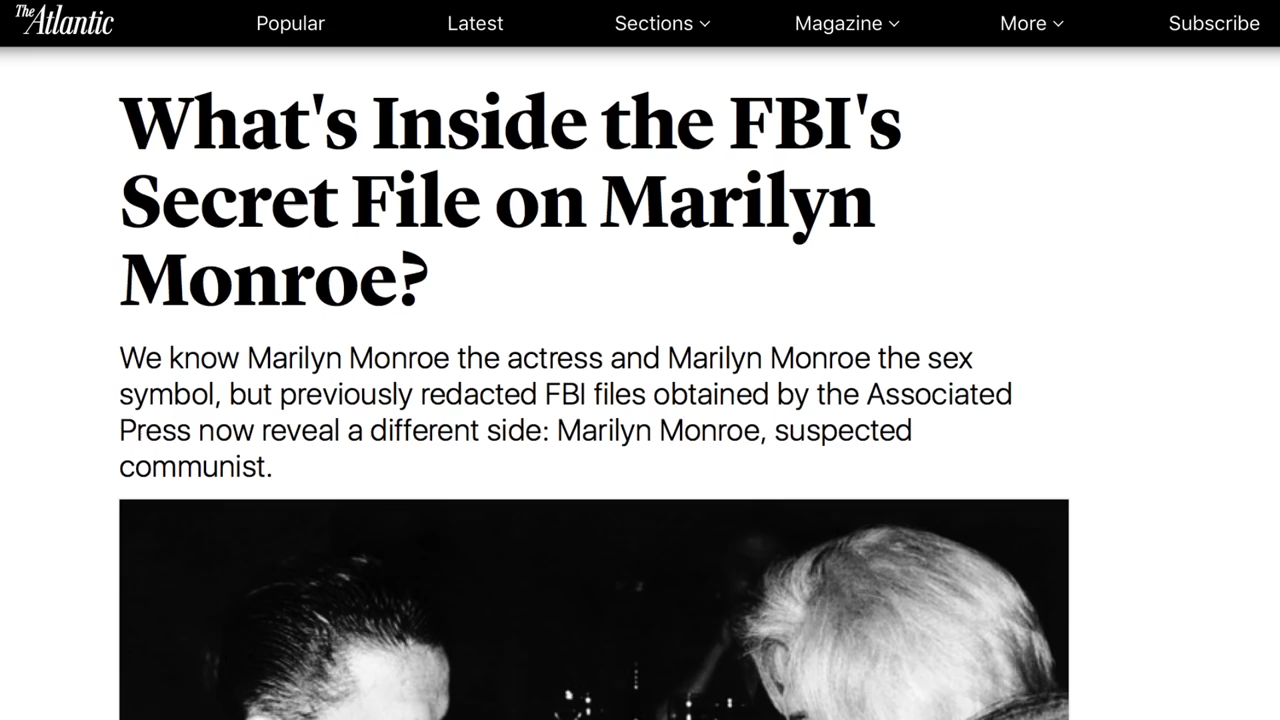 The Atlantic Popular Latest Sections Magazine More Subscribe
What's Inside the FBI's
Secret File on Marilyn
Monroe?
We know Marilyn Monroe the actress and Marilyn Monroe the sex
symbol, but previously redacted FBI files obtained by the Associated
Press now reveal a different side: Marilyn Monroe, suspected
communist.